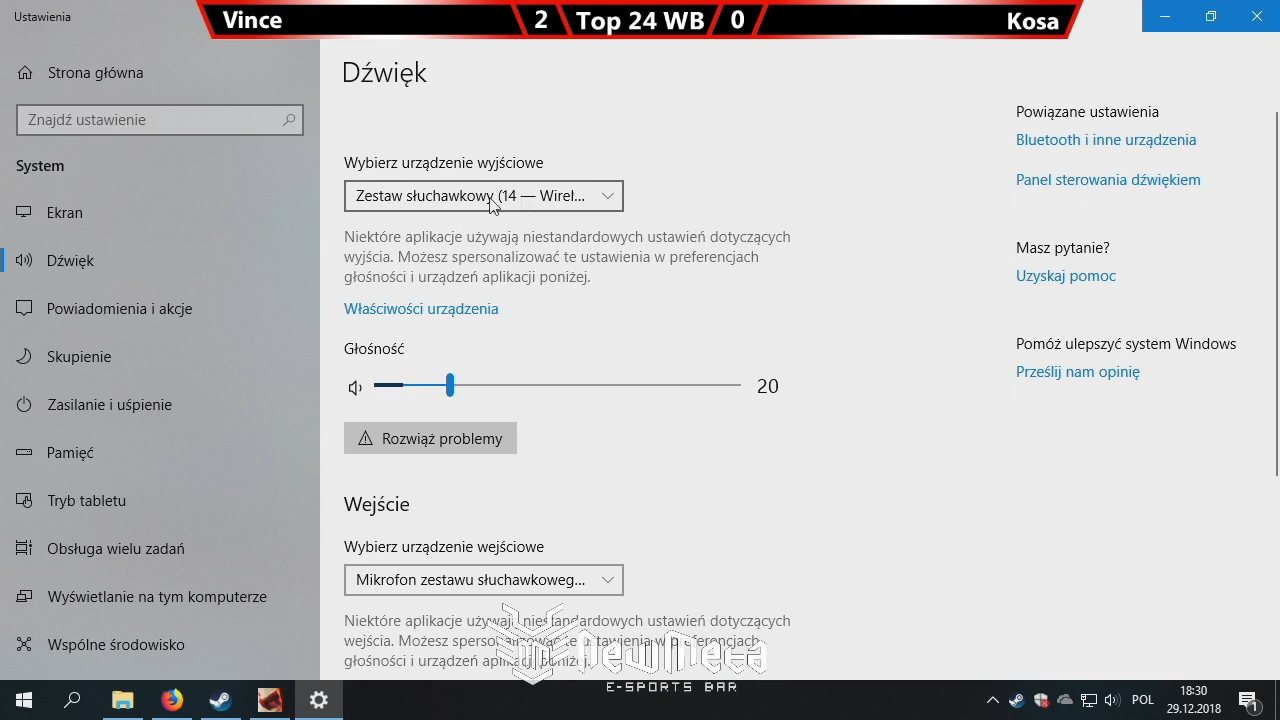 Ustawienia
Vince 2 Top 24 WB 0 Kosa
Strona główna
Znajdź ustawienie
System
Ekran
Dźwięk
Powiadomienia i akcje
Skupienie
Zasilanie i uśpienie
Pamięć
Tryb tabletu
Obsługa wielu zadań
Wyświetlanie na tym komputerze
Wspólne środowisko
Dźwięk
Wybierz urządzenie wyjściowe
Zestaw słuchawkowy (14 — Wirel...
Niektóre aplikacje używają niestandardowych ustawień dotyczących
wyjścia. Możesz spersonalizować te ustawienia w preferencjach
głośności i urządzeń aplikacji poniżej.
Właściwości urządzenia
Głośność
20
Rozwiąż problemy
Wejście
Wybierz urządzenie wejściowe
Mikrofon zestawu słuchawkoweg...
Niektóre aplikacje używają niestandardowych ustawień dotyczących
wejścia. Możesz spersonalizować te ustawienia w preferencjach
głośności i urządzeń aplikacji poniżej.
NewMeta
E-SPORTS BAR
Powiązane ustawienia
Bluetooth i inne urządzenia
Panel sterowania dźwiękiem
Masz pytanie?
Uzyskaj pomoc
Pomóż ulepszyć system Windows
Prześlij nam opinię
POL
18:30
29.12.2018
1